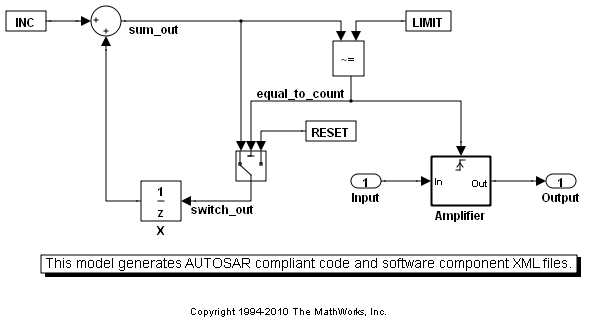 INC
+
+
sum_out
LIMIT
~=
equal_to_count
RESET
1
z
X
switch_out
1
Input
In
Out
Amplifier
1
Output
This model generates AUTOSAR compliant code and software component XML files.
Copyright 1994-2010 The MathWorks, Inc.